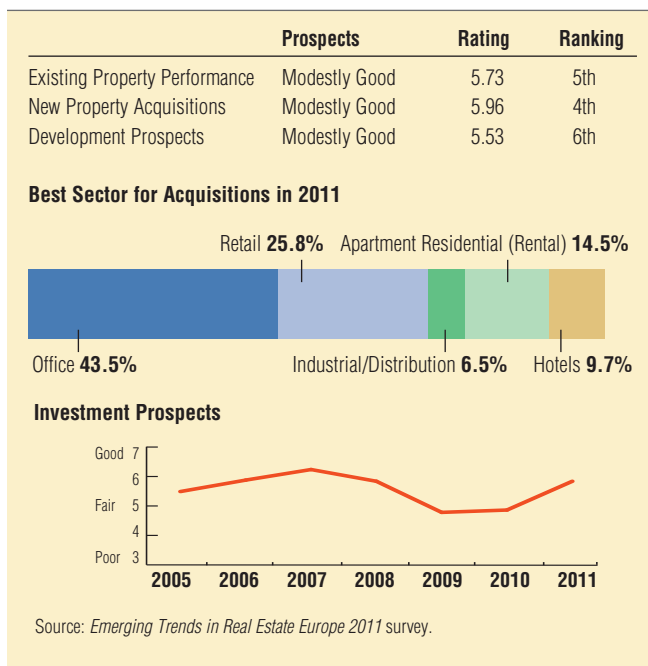 Prospects Rating Ranking
Existing Property Performance Modestly Good 5.73 5th
New Property Acquisitions Modestly Good 5.96 4th
Development Prospects Modestly Good 5.53 6th
Best Sector for Acquisitions in 2011
Retail 25.8% Apartment Residential (Rental) 14.5%
Office 43.5% Industrial/Distribution 6.5% Hotels 9.7%
Investment Prospects
Good 7
6
Fair 5
4
Poor 3
2005 2006 2007 2008 2009 2010 2011
Source: Emerging Trends in Real Estate Europe 2011 survey.